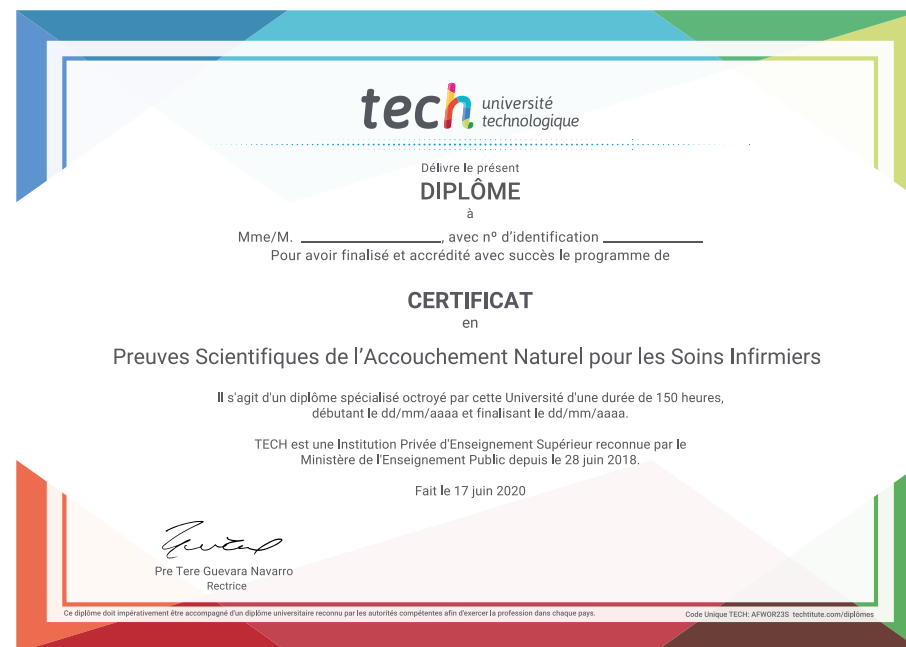 tech université
technologique
Délivre le présent
DIPLÔME
à
Mme/M. ____________________, avec nº d'identification ______________
Pour avoir finalisé et accrédité avec succès le programme de
CERTIFICAT
en
Preuves Scientifiques de l'Accouchement Naturel pour les Soins Infirmiers
Il s'agit d'un diplôme spécialisé octroyé par cette Université d'une durée de 150 heures,
débutant le dd/mm/aaaa et finalisant le dd/mm/aaaa.
TECH est une Institution Privée d'Enseignement Supérieur reconnue par le
Ministère de l'Enseignement Public depuis le 28 juin 2018.
Fait le 17 juin 2020
Pre Tere Guevara Navarro
Rectrice
Ce diplôme doit impérativement être accompagné d'un diplôme universitaire reconnu par les autorités compétentes afin d'exercer la profession dans chaque pays.
Code Unique TECH: AFWOR23S techtitute.com/diplômes